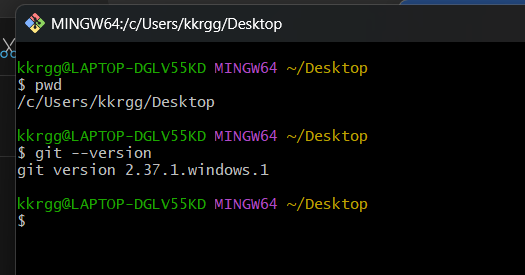 MINGW64:/c/Users/kkrgg/Desktop
kkrgg@LAPTOP-DGLV55KD MINGW64 ~/Desktop
$ pwd
/c/Users/kkrgg/Desktop
kkrgg@LAPTOP-DGLV55KD MINGW64 ~/Desktop
$ git --version
git version 2.37.1.windows.1
kkrgg@LAPTOP-DGLV55KD MINGW64 ~/Desktop
$